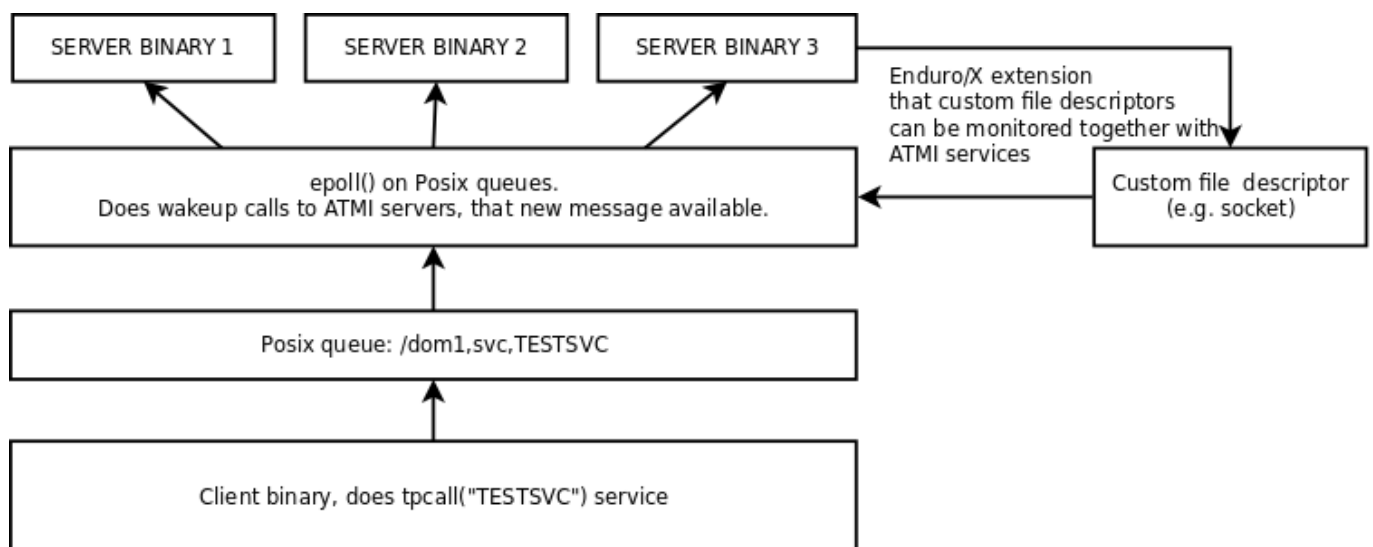 SERVER BINARY 1
SERVER BINARY 2
SERVER BINARY 3
Enduro/X extension
that custom file descriptors
can be monitored together with
ATMI services
epoll() on Posix queues.
Does wakeup calls to ATMI servers, that new message available.
Custom file descriptor
(e.g. socket)
Posix queue: /dom1,svc,TESTSVC
Client binary, does tpcall("TESTSVC") service